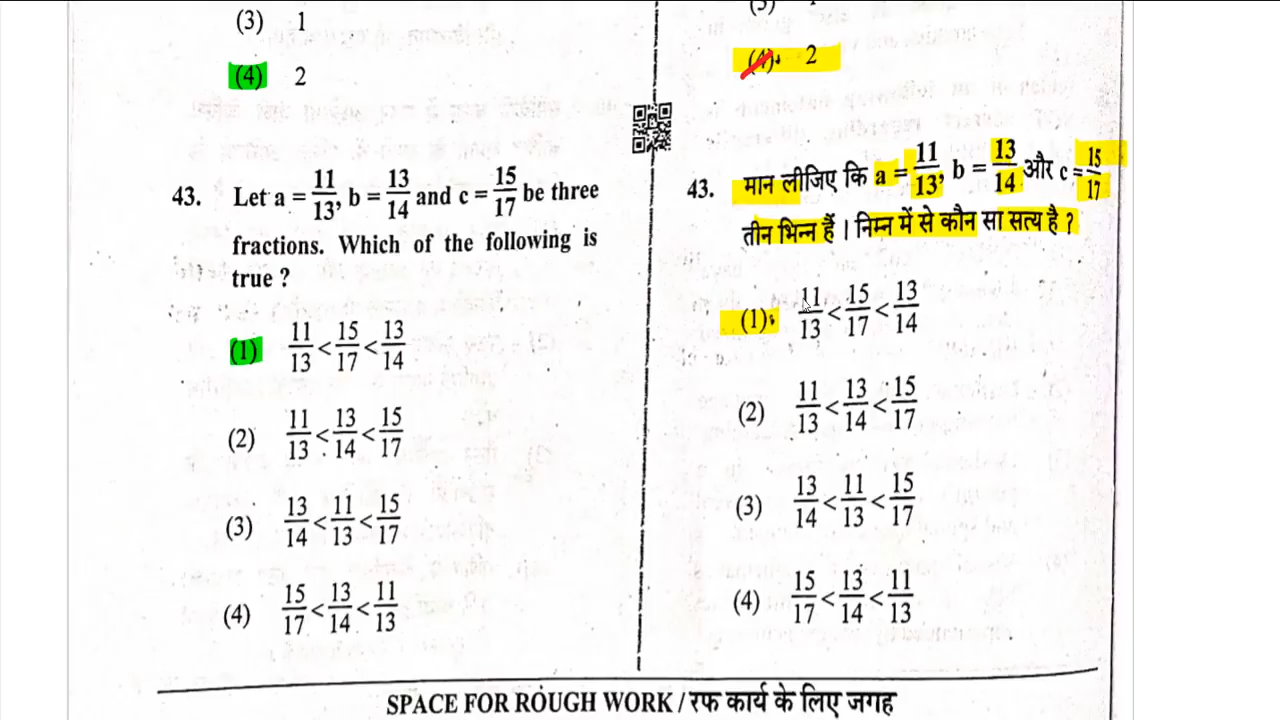 (3) 1
(4) 2
43. Let a = 11/13, b = 13/14 and c = 15/17 be three
fractions. Which of the following is
true ?
(1) 11/13 < 15/17 < 13/14
(2) 11/13 < 13/14 < 15/17
(3) 13/14 < 11/13 < 15/17
(4) 15/17 < 13/14 < 11/13
(4) 2
43. मान लीजिए कि a = 11/13, b = 13/14 और c = 15/17
तीन भिन्न हैं । निम्न में से कौन सा सत्य है ?
(1) 11/13 < 15/17 < 13/14
(2) 11/13 < 13/14 < 15/17
(3) 13/14 < 11/13 < 15/17
(4) 15/17 < 13/14 < 11/13
SPACE FOR ROUGH WORK / रफ कार्य के लिए जगह